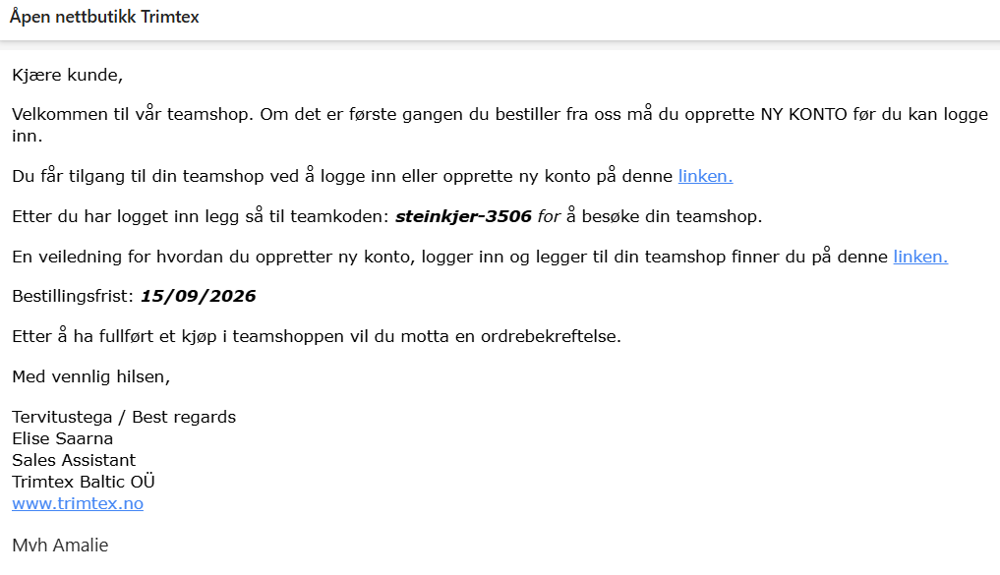 Åpen nettbutikk Trimtex
Kjære kunde,
Velkommen til vår teamshop. Om det er første gangen du bestiller fra oss må du opprette NY KONTO før du kan logge
inn.
Du får tilgang til din teamshop ved å logge inn eller opprette ny konto på denne linken.
Etter du har logget inn legg så til teamkoden: steinkjer-3506 for å besøke din teamshop.
En veiledning for hvordan du oppretter ny konto, logger inn og legger til din teamshop finner du på denne linken.
Bestillingsfrist: 15/09/2026
Etter å ha fullført et kjøp i teamshoppen vil du motta en ordrebekreftelse.
Med vennlig hilsen,
Tervitustega / Best regards
Elise Saarna
Sales Assistant
Trimtex Baltic OÜ
www.trimtex.no
Mvh Amalie